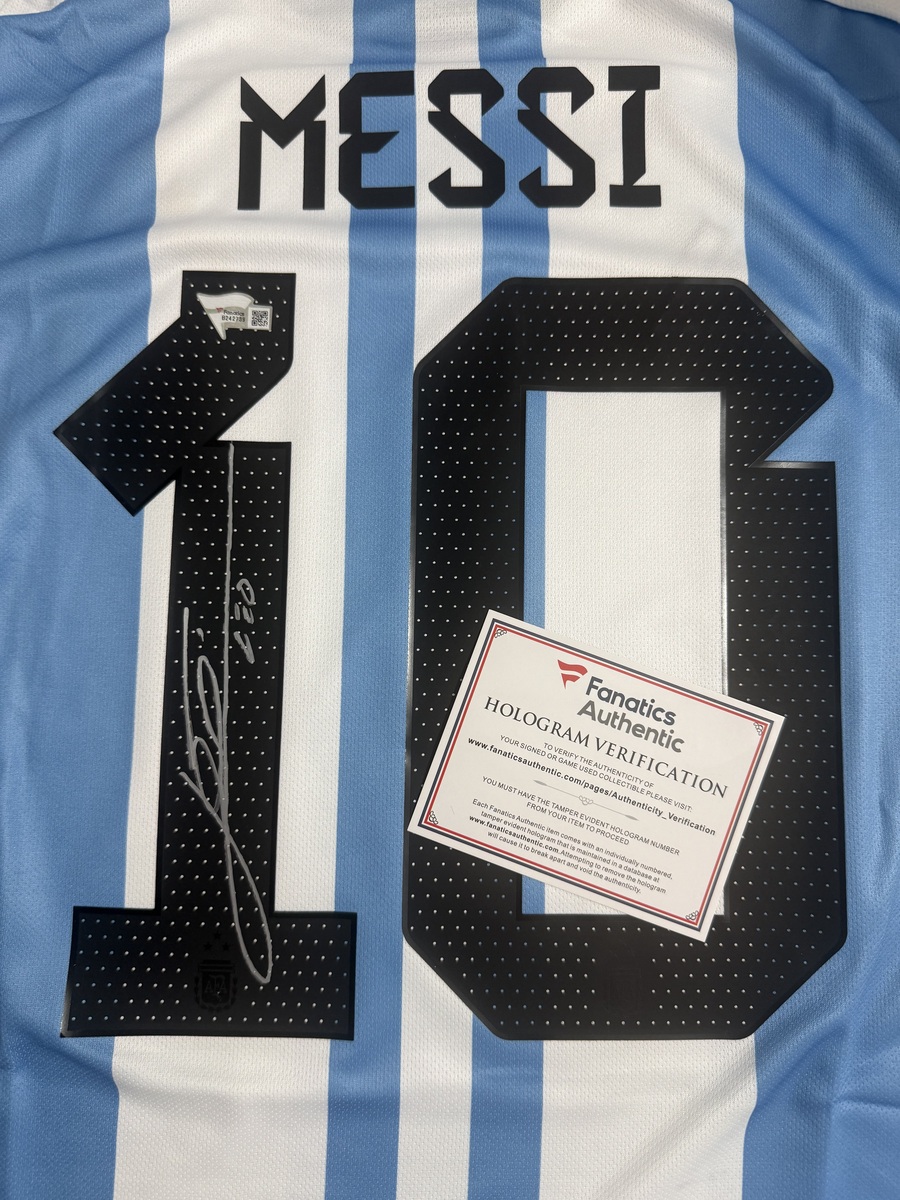 MESSI
10
Fanatics
LEO
Fanatics
Authentic
HOLOGRAM VERIFICATION
TO VERIFY THE AUTHENTICITY OF
YOUR SIGNED OR GAME USED COLLECTIBLE PLEASE VISIT:
www.fanaticsauthentic.com/pages/Authenticity_Verification
YOU MUST HAVE THE TAMPER EVIDENT HOLOGRAM NUMBER
FROM YOUR ITEM TO PROCEED
Each Fanatics Authentic item comes with an individually numbered,
tamper evident hologram that is maintained in a database at
www.fanaticsauthentic.com. Attempting to remove the hologram
will cause it to break apart and void the authenticity.